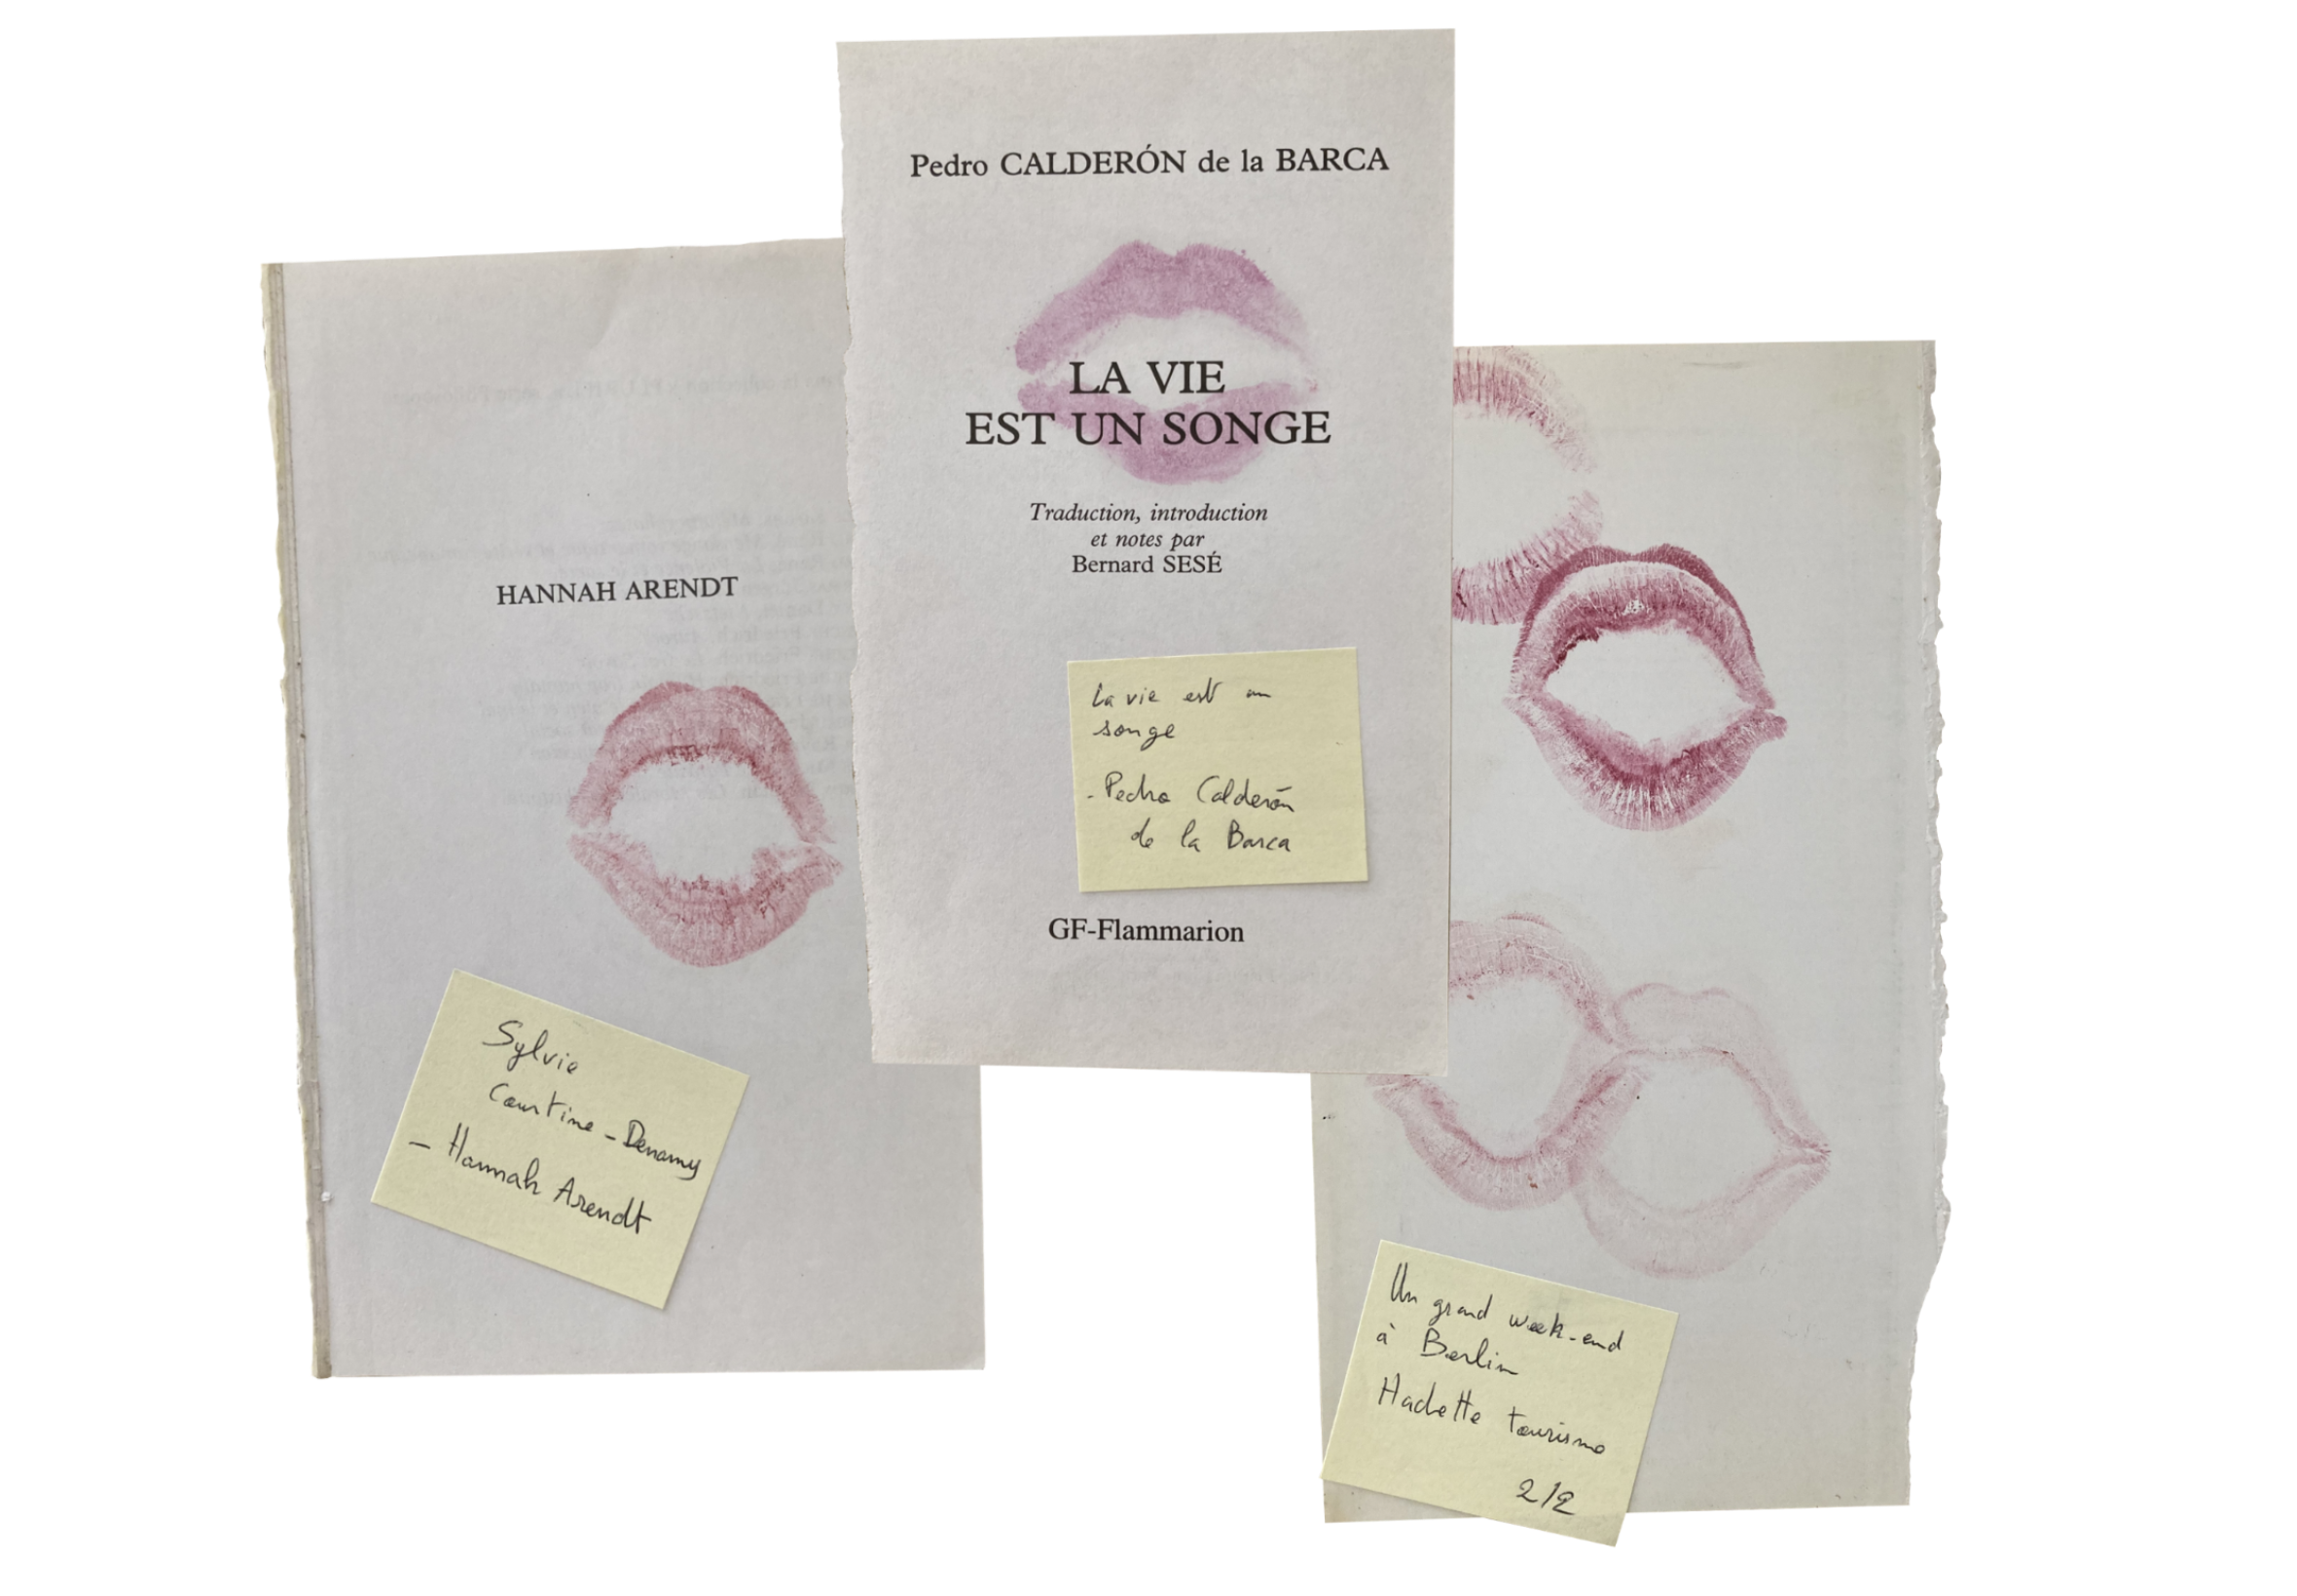 HANNAH ARENDT
Sylvie
Courtine-Denamy
- Hannah Arendt
Pedro CALDERÓN de la BARCA
LA VIE
EST UN SONGE
Traduction, introduction
et notes par
Bernard SESÉ
La vie est un
songe
- Pedro Calderón
de la Barca
GF-Flammarion
Un grand week-end
à Berlin
Hachette tourisme
2/2